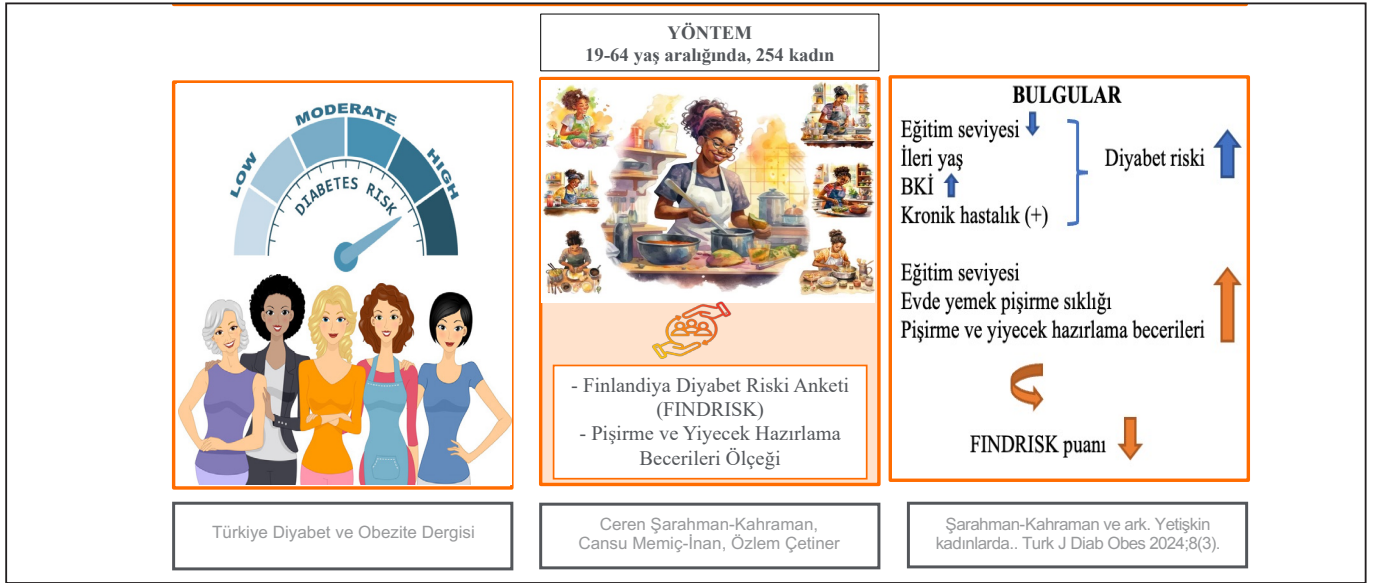 YÖNTEM
19-64 yaş aralığında, 254 kadın
LOW
MODERATE
HIGH
DIABETES RISK
- Finlandiya Diyabet Riski Anketi
(FINDRISK)
- Pişirme ve Yiyecek Hazırlama
Becerileri Ölçeği
BULGULAR
Eğitim seviyesi
İleri yaş
BKİ
Kronik hastalık (+)
Diyabet riski
Eğitim seviyesi
Evde yemek pişirme sıklığı
Pişirme ve yiyecek hazırlama becerileri
FINDRISK puanı
Türkiye Diyabet ve Obezite Dergisi
Ceren Şarahman-Kahraman,
Cansu Memiç-İnan, Özlem Çetiner
Şarahman-Kahraman ve ark. Yetişkin
kadınlarda.. Turk J Diab Obes 2024;8(3).